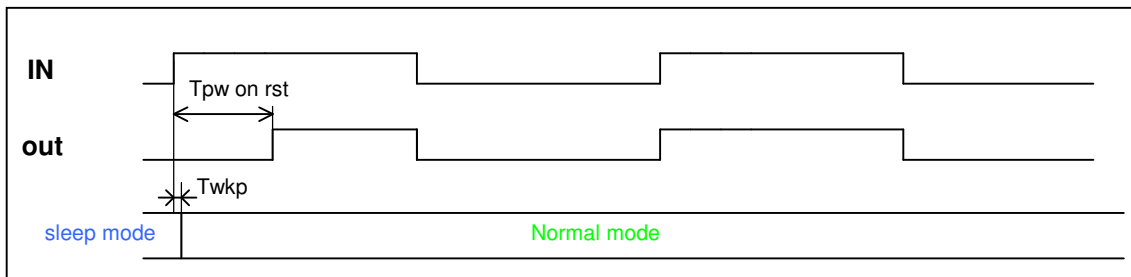 IN
Tpw on rst
out
Twkp
sleep mode
Normal mode